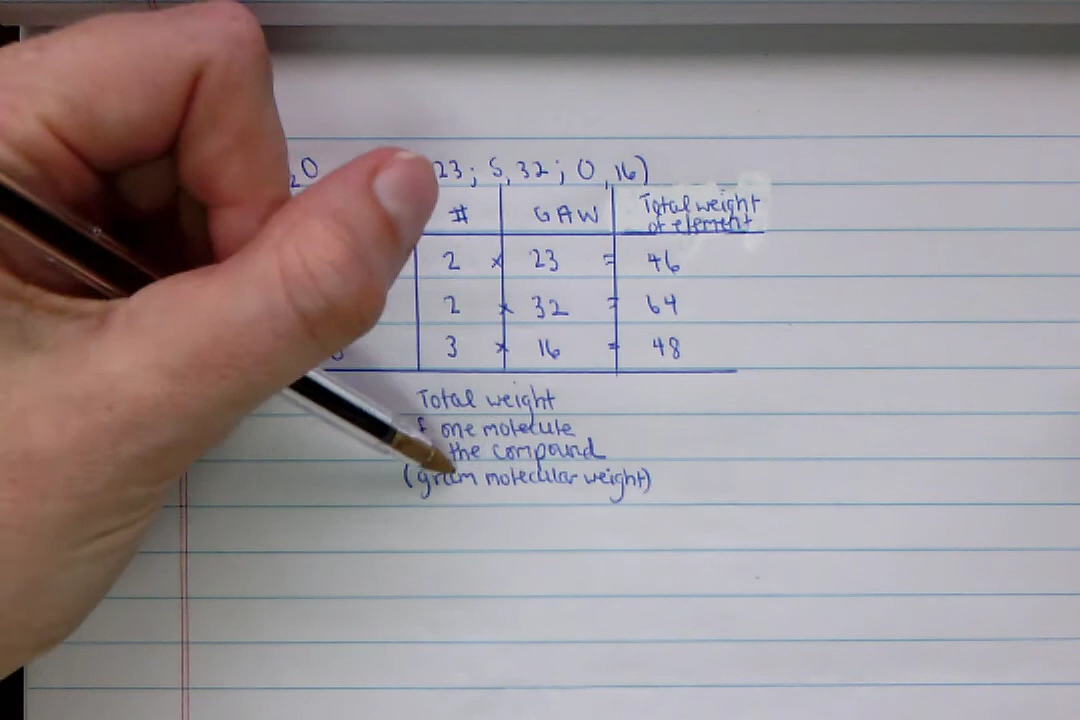 ₂O 23; S, 32; O, 16)
# GAW Total weight
of element
2 x 23 = 46
2 x 32 = 64
3 x 16 = 48
Total weight
one molecule
the compound
(gram molecular weight)